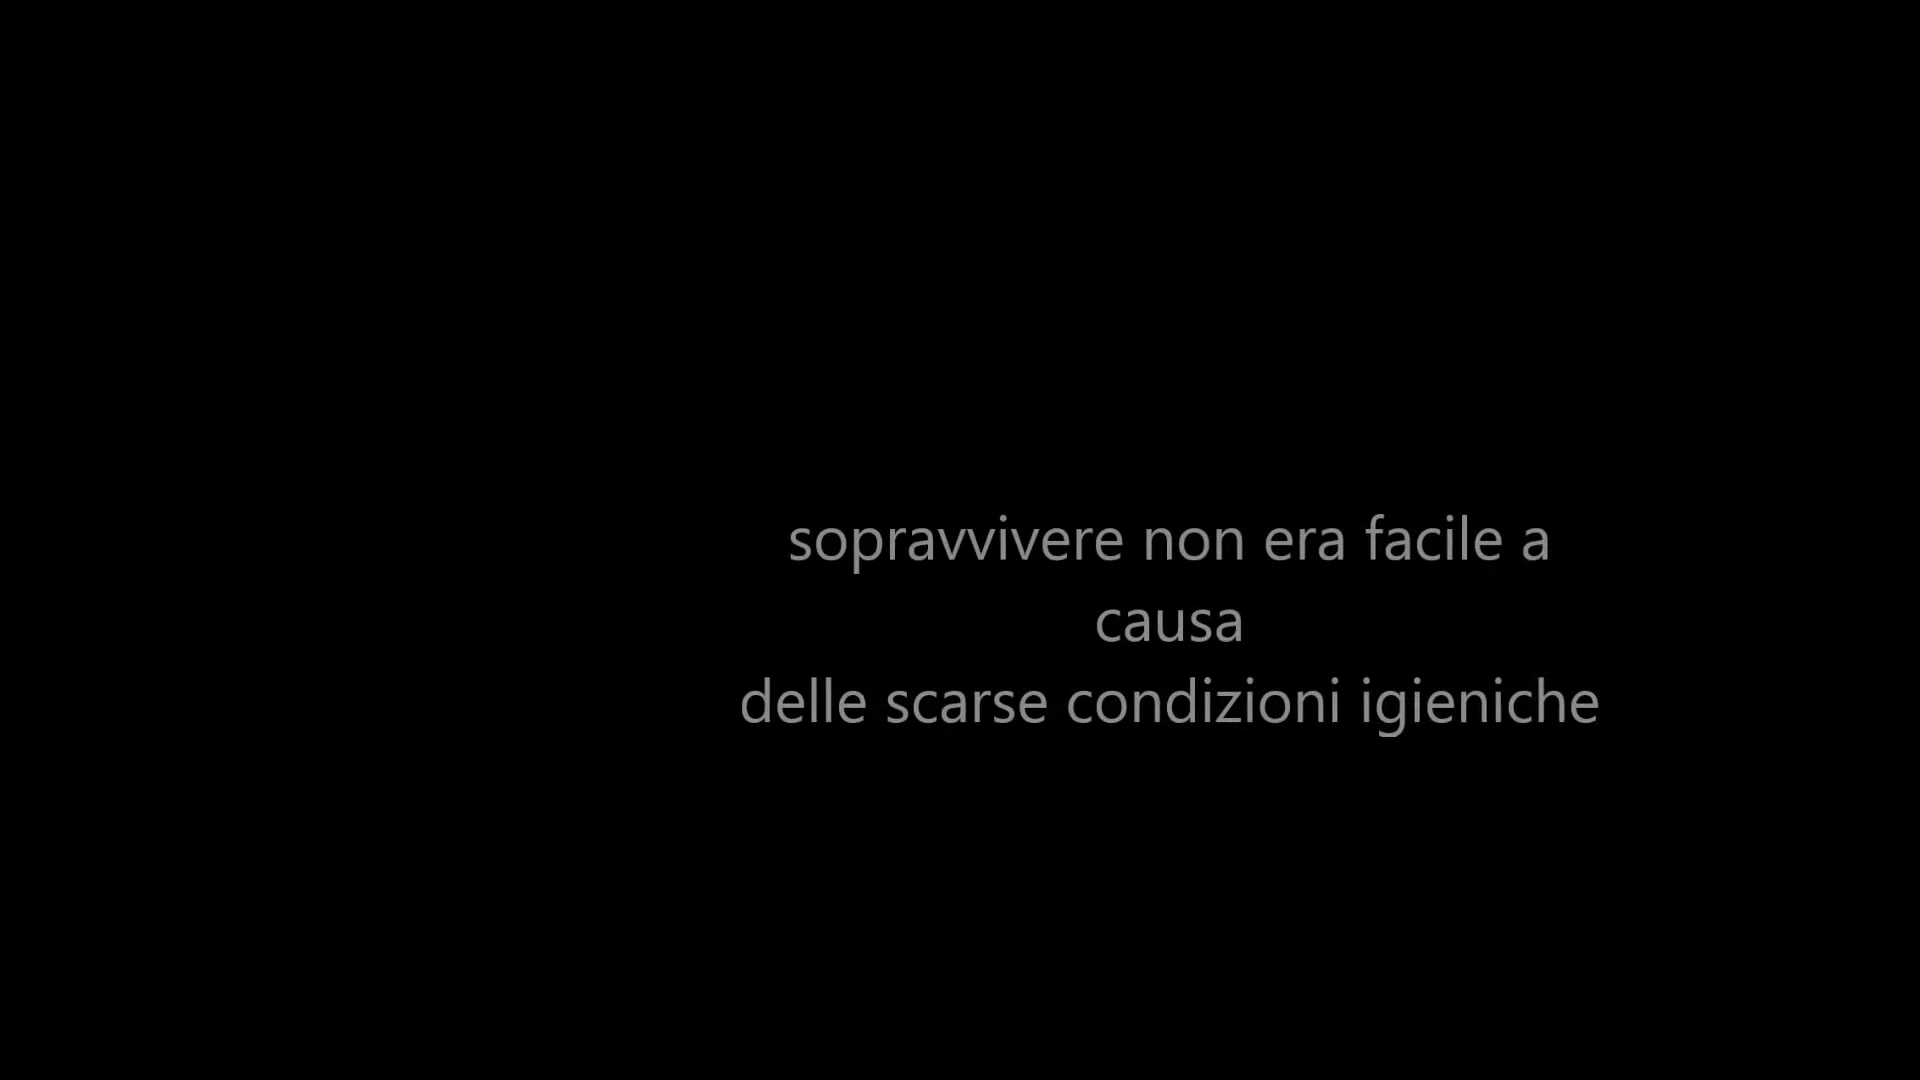 sopravvivere non era facile a
causa
delle scarse condizioni igieniche